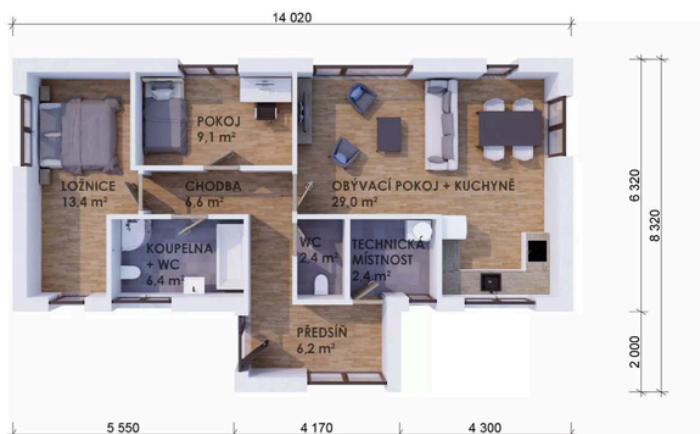 14 020
POKOJ
9,1 m²
LOŽNICE
13,4 m²
CHODBA
6,6 m²
OBÝVACÍ POKOJ + KUCHYNĚ
29,0 m²
KOUPELNA
+ WC
6,4 m²
WC
2,4 m²
TECHNICKÁ
MÍSTNOST
2,4 m²
PŘEDSÍŇ
6,2 m²
6 320
8 320
2 000
5 550
4 170
4 300